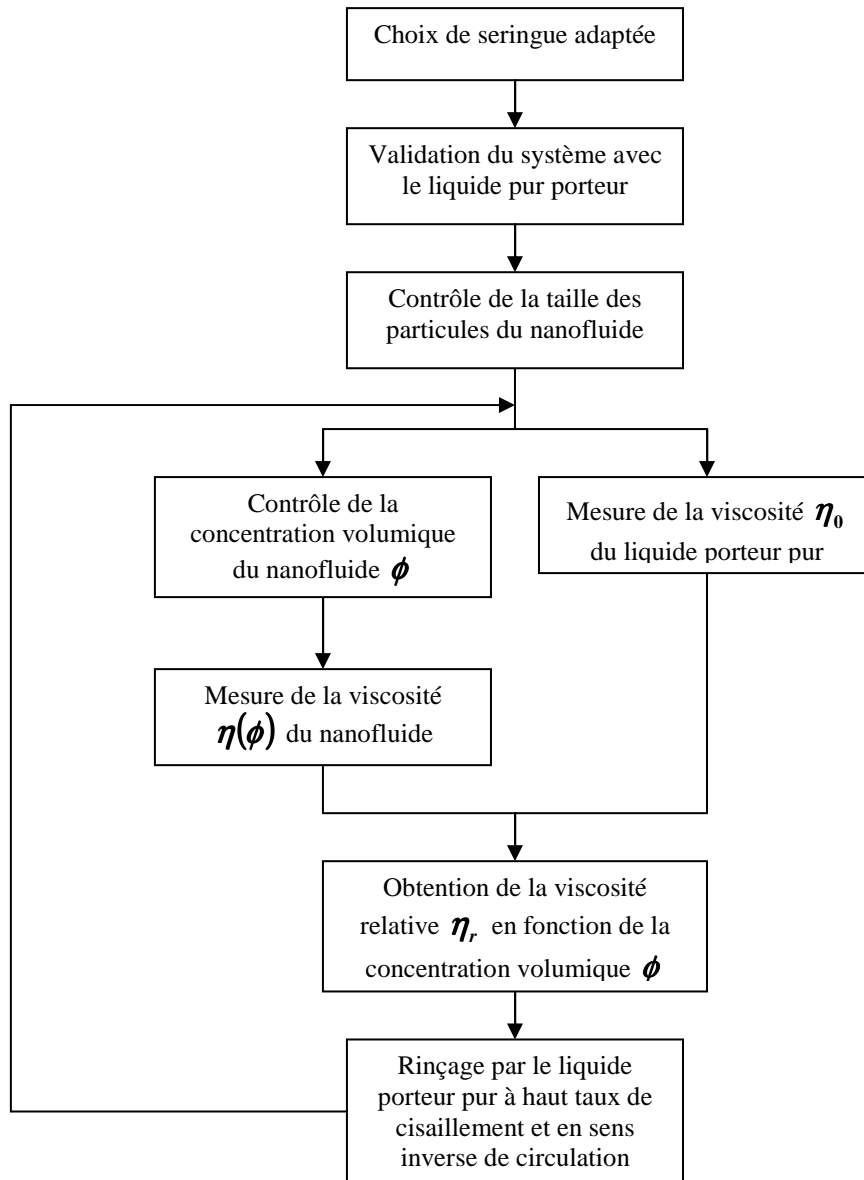 Choix de seringue adaptée
Validation du système avec
le liquide pur porteur
Contrôle de la taille des
particules du nanofluide
Contrôle de la
concentration volumique
du nanofluide ϕ
Mesure de la viscosité η₀
du liquide porteur pur
Mesure de la viscosité
η(ϕ) du nanofluide
Obtention de la viscosité
relative ηᵣ en fonction de la
concentration volumique ϕ
Rinçage par le liquide
porteur pur à haut taux de
cisaillement et en sens
inverse de circulation